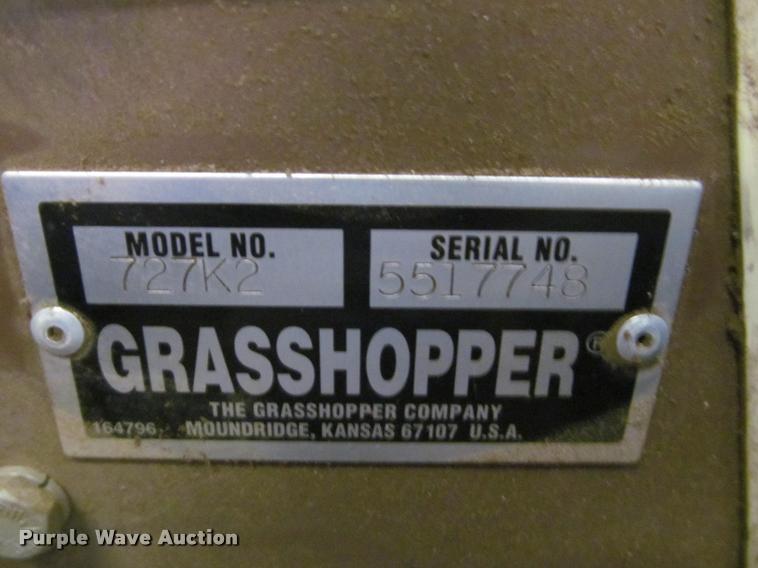 MODEL NO. SERIAL NO.
727K2 5517748
GRASSHOPPER®
THE GRASSHOPPER COMPANY
164796 MOUNDRIDGE, KANSAS 67107 U.S.A.
Purple Wave Auction